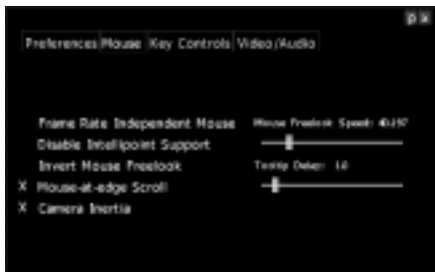 p x
Preferences Mouse Key Controls Video/Audio
Frame Rate Independent Mouse
Mouse Freelook Speed:
Disable Intellipoint Support
Invert Mouse Freelook
Tooltip Delay:
X Mouse-at-edge Scroll
X Camera Inertia